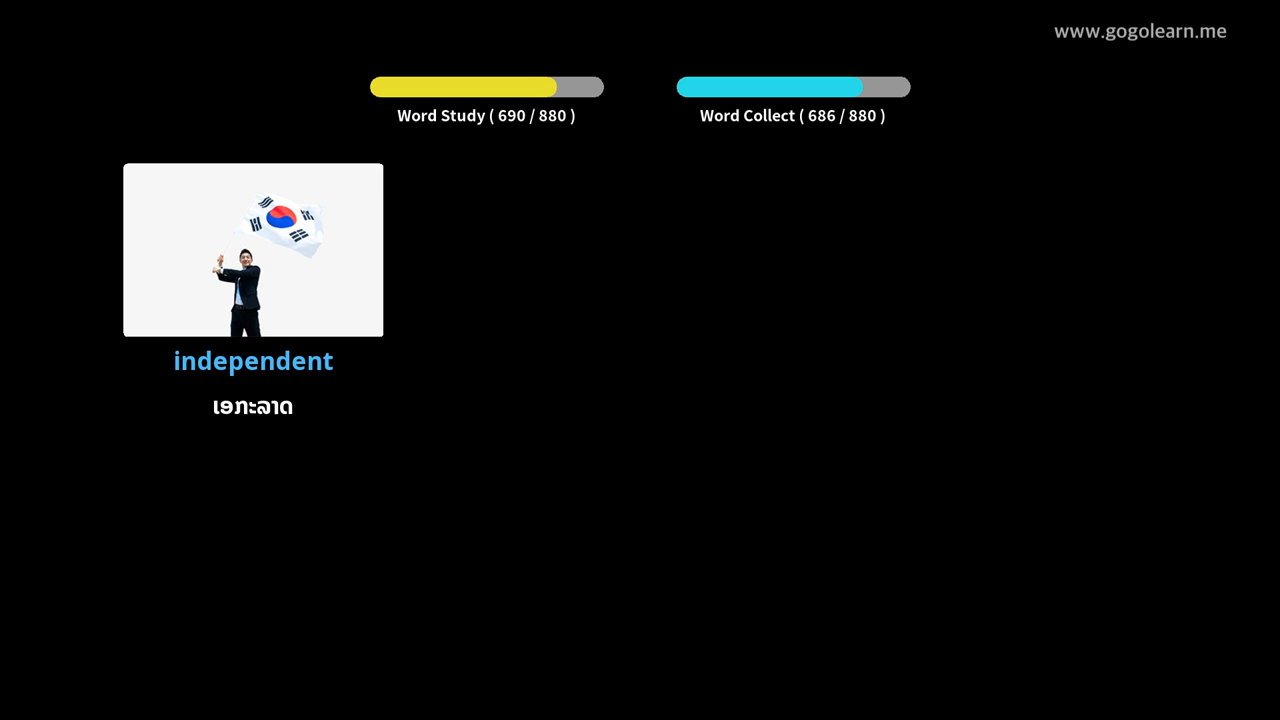 www.gogolearn.me
Word Study ( 690 / 880 )
Word Collect ( 686 / 880 )
independent
ເອກະລາດ